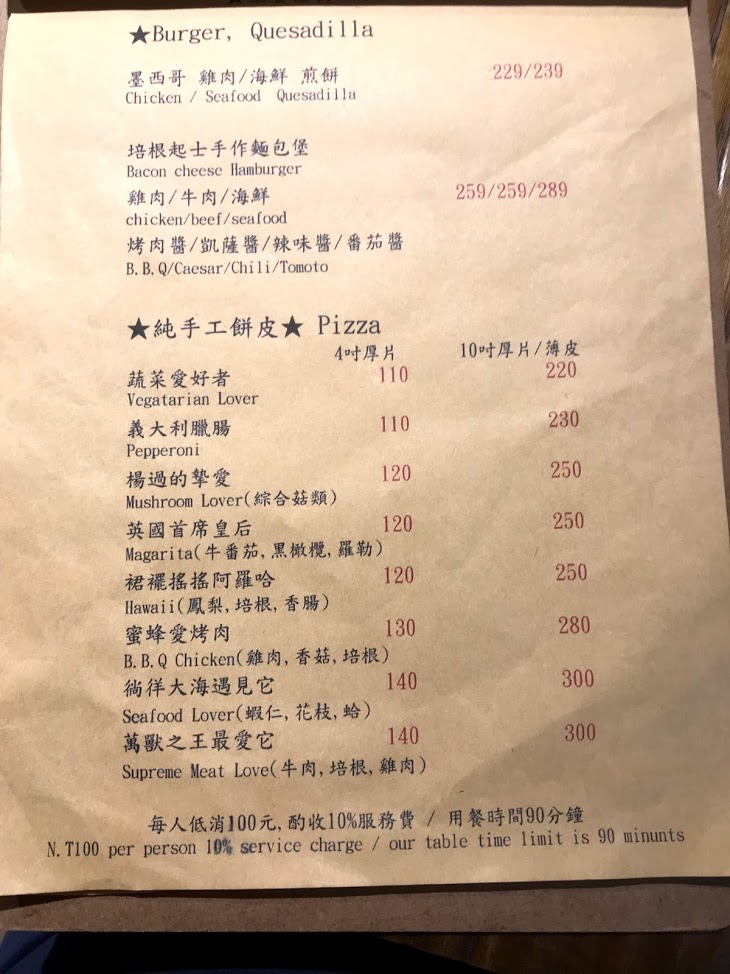 ★Burger, Quesadilla
墨西哥 雞肉/海鮮 煎餅 229/239
Chicken / Seafood Quesadilla
培根起士手作麵包堡
Bacon cheese Hamburger
雞肉/牛肉/海鮮 259/259/289
chicken/beef/seafood
烤肉醬/凱薩醬/辣味醬/番茄醬
B.B.Q/Caesar/Chili/Tomoto
★純手工餅皮★ Pizza
4吋厚片 10吋厚片/薄皮
蔬菜愛好者 110 220
Vegatarian Lover
義大利臘腸 110 230
Pepperoni
楊過的摯愛 120 250
Mushroom Lover(綜合菇類)
英國首席皇后 120 250
Magarita(牛番茄,黑橄欖,羅勒)
裙襬搖搖阿羅哈 120 250
Hawaii(鳳梨,培根,香腸)
蜜蜂愛烤肉 130 280
B.B.Q Chicken(雞肉,香菇,培根)
徜徉大海遇見它 140 300
Seafood Lover(蝦仁,花枝,蛤)
萬獸之王最愛它 140 300
Supreme Meat Love(牛肉,培根,雞肉)
每人低消100元,酌收10%服務費 / 用餐時間90分鐘
N.T100 per person 10% service charge / our table time limit is 90 minunts